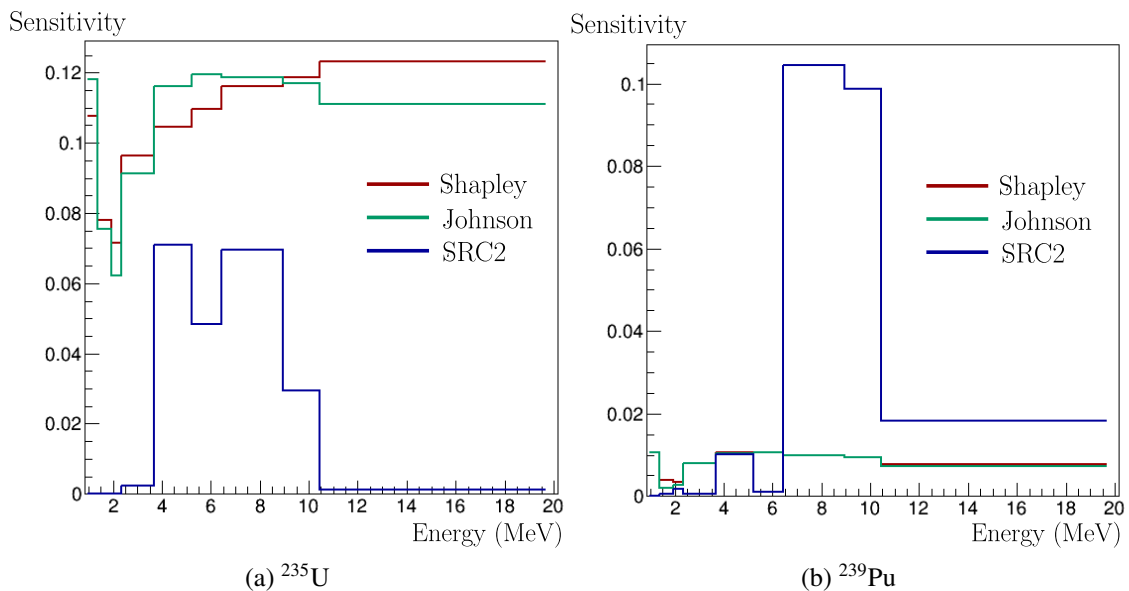 Sensitivity
0.12
0.1
0.08
0.06
0.04
0.02
0
Shapley
Johnson
SRC2
2 4 6 8 10 12 14 16 18 20
Energy (MeV)
(a) ²³⁵U
Sensitivity
0.1
0.08
0.06
0.04
0.02
0
Shapley
Johnson
SRC2
2 4 6 8 10 12 14 16 18 20
Energy (MeV)
(b) ²³⁹Pu